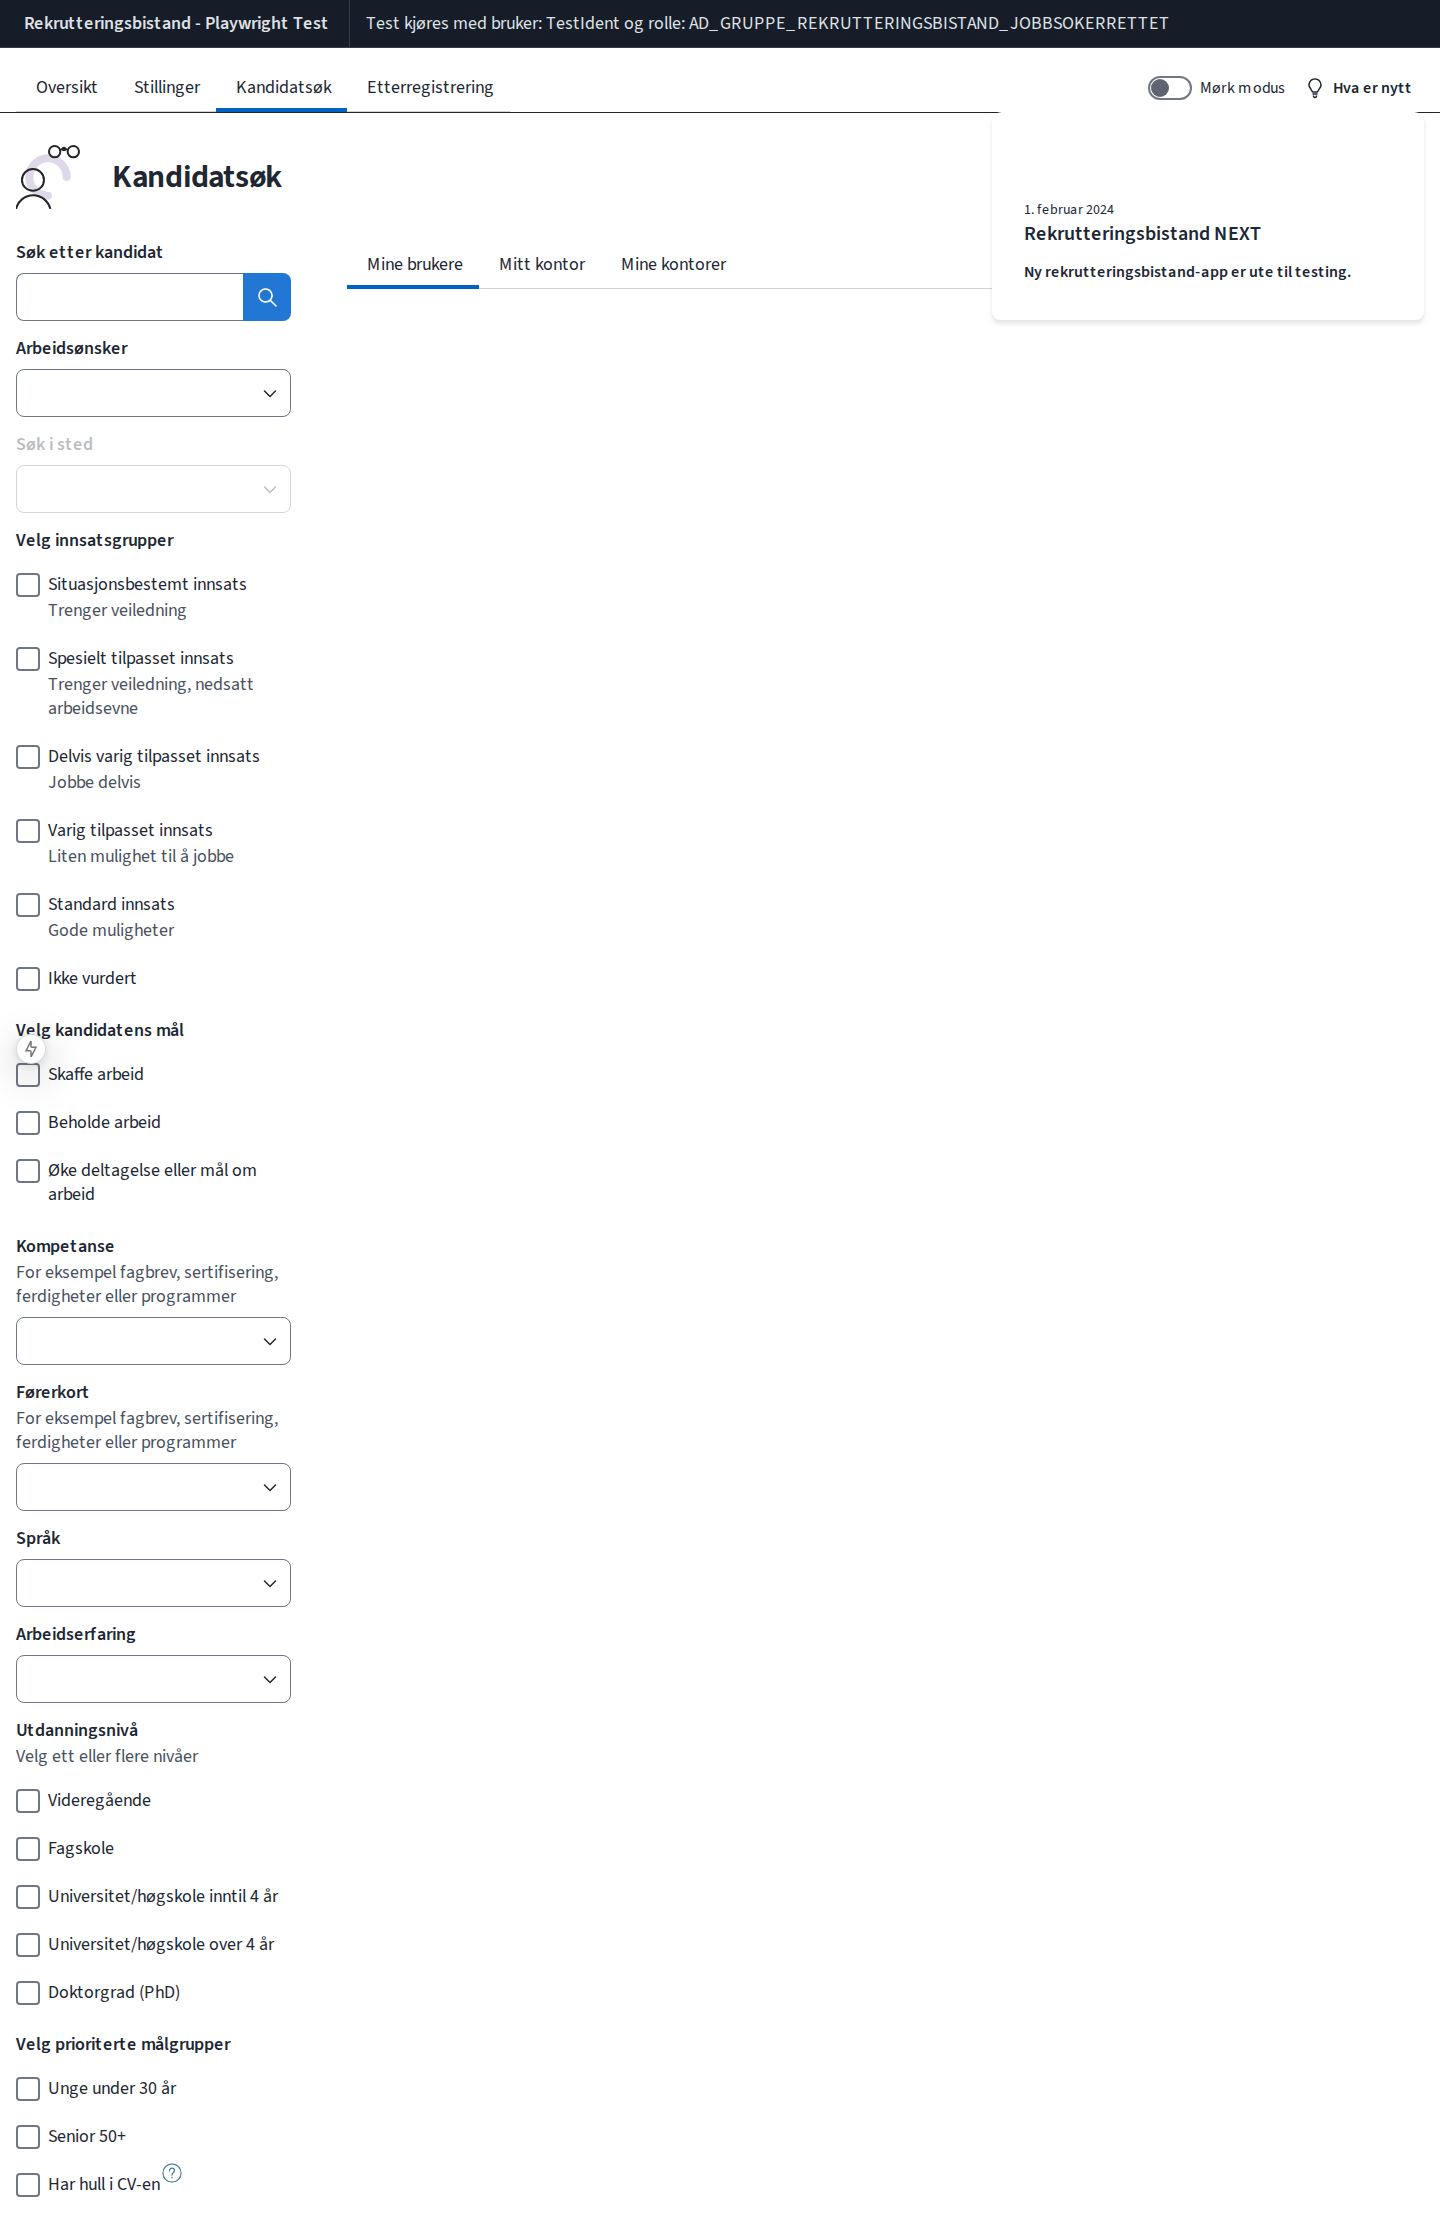 Rekrutteringsbistand - Playwright Test
Test kjøres med bruker: TestIdent og rolle: AD_GRUPPE_REKRUTTERINGSBISTAND_JOBBSOKERRETTET
Oversikt
Stillinger
Kandidatsøk
Etterregistrering
Mørk modus
Hva er nytt
Kandidatsøk
1. februar 2024
Rekrutteringsbistand NEXT
Ny rekrutteringsbistand-app er ute til testing.
Mine brukere
Mitt kontor
Mine kontorer
Søk etter kandidat
Arbeidsønsker
Søk i sted
Velg innsatsgrupper
Situasjonsbestemt innsats
Trenger veiledning
Spesielt tilpasset innsats
Trenger veiledning, nedsatt
arbeidsevne
Delvis varig tilpasset innsats
Jobbe delvis
Varig tilpasset innsats
Liten mulighet til å jobbe
Standard innsats
Gode muligheter
Ikke vurdert
Velg kandidatens mål
Skaffe arbeid
Beholde arbeid
Øke deltagelse eller mål om
arbeid
Kompetanse
For eksempel fagbrev, sertifisering,
ferdigheter eller programmer
Førerkort
For eksempel fagbrev, sertifisering,
ferdigheter eller programmer
Språk
Arbeidserfaring
Utdanningsnivå
Velg ett eller flere nivåer
Videregående
Fagskole
Universitet/høgskole inntil 4 år
Universitet/høgskole over 4 år
Doktorgrad (PhD)
Velg prioriterte målgrupper
Unge under 30 år
Senior 50+
Har hull i CV-en